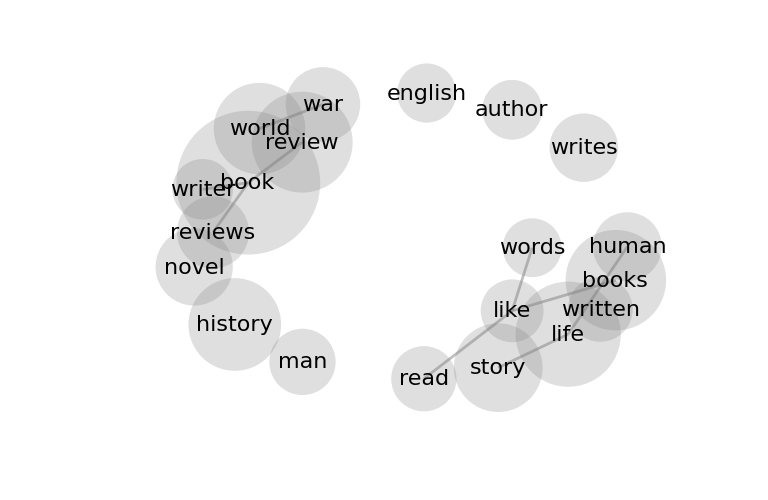 english
war
author
world
review
writes
book
writer
reviews
words
human
novel
books
written
like
history
life
man
story
read